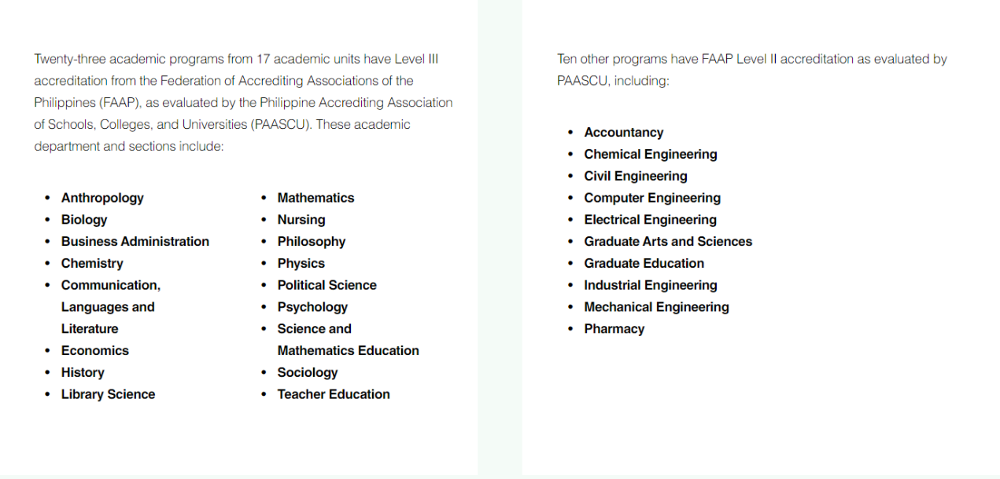 Twenty-three academic programs from 17 academic units have Level III
accreditation from the Federation of Accrediting Associations of the
Philippines (FAAP), as evaluated by the Philippine Accrediting Association
of Schools, Colleges, and Universities (PAASCU). These academic
department and sections include:
• Anthropology
• Biology
• Business Administration
• Chemistry
• Communication,
Languages and
Literature
• Economics
• History
• Library Science
• Mathematics
• Nursing
• Philosophy
• Physics
• Political Science
• Psychology
• Science and
Mathematics Education
• Sociology
• Teacher Education
Ten other programs have FAAP Level II accreditation as evaluated by
PAASCU, including:
• Accountancy
• Chemical Engineering
• Civil Engineering
• Computer Engineering
• Electrical Engineering
• Graduate Arts and Sciences
• Graduate Education
• Industrial Engineering
• Mechanical Engineering
• Pharmacy